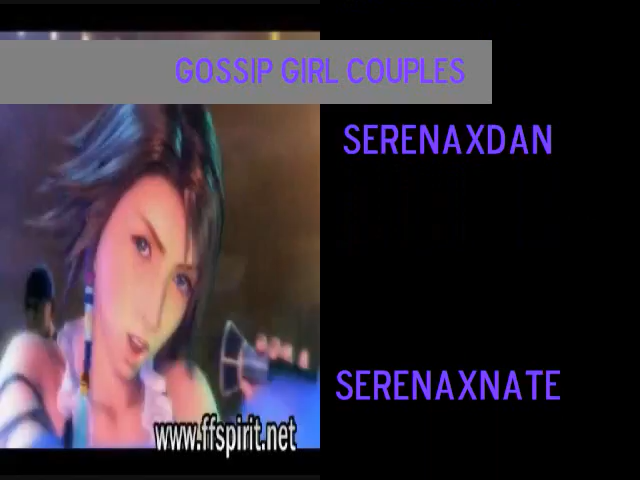 GOSSIP GIRL COUPLES
SERENAXDAN
SERENAXNATE
www.ffspirit.net